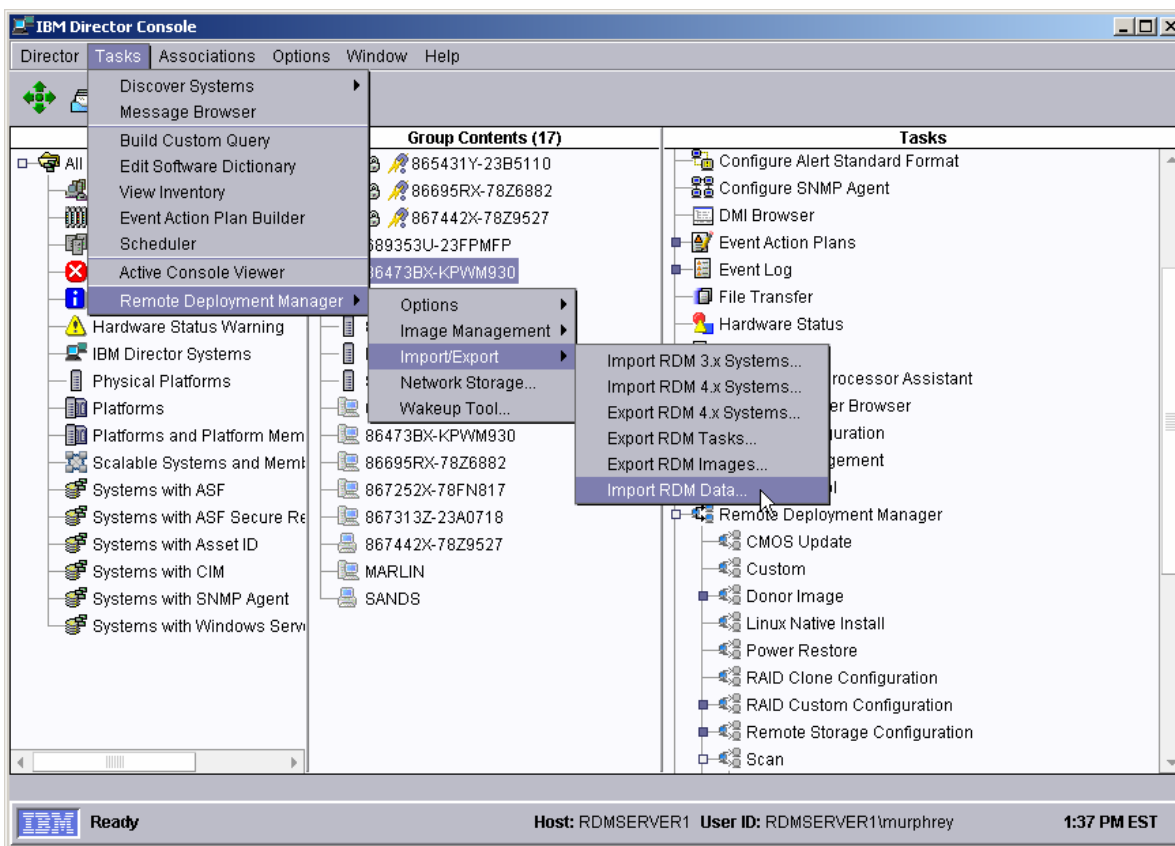 IBM Director Console
Director Tasks Associations Options Window Help
Discover Systems
Message Browser
Build Custom Query
Edit Software Dictionary
View Inventory
Event Action Plan Builder
Scheduler
Active Console Viewer
Remote Deployment Manager
Options
Image Management
Import/Export
Network Storage...
Wakeup Tool...
Import RDM 3.x Systems...
Import RDM 4.x Systems...
Export RDM 4.x Systems...
Export RDM Tasks...
Export RDM Images...
Import RDM Data...
All
Hardware Status Warning
IBM Director Systems
Physical Platforms
Platforms
Platforms and Platform Mem
Scalable Systems and Memb
Systems with ASF
Systems with ASF Secure Re
Systems with Asset ID
Systems with CIM
Systems with SNMP Agent
Systems with Windows Serv
Group Contents (17)
865431Y-23B5110
86695RX-78Z6882
867442X-78Z9527
689353U-23FPMFP
86473BX-KPWM930
86473BX-KPWM930
86695RX-78Z6882
867252X-78FN817
867313Z-23A0718
867442X-78Z9527
MARLIN
SANDS
Tasks
Configure Alert Standard Format
Configure SNMP Agent
DMI Browser
Event Action Plans
Event Log
File Transfer
Hardware Status
rocessor Assistant
er Browser
uration
gement
l
Remote Deployment Manager
CMOS Update
Custom
Donor Image
Linux Native Install
Power Restore
RAID Clone Configuration
RAID Custom Configuration
Remote Storage Configuration
Scan
IBM Ready Host: RDMSERVER1 User ID: RDMSERVER1\murphrey 1:37 PM EST